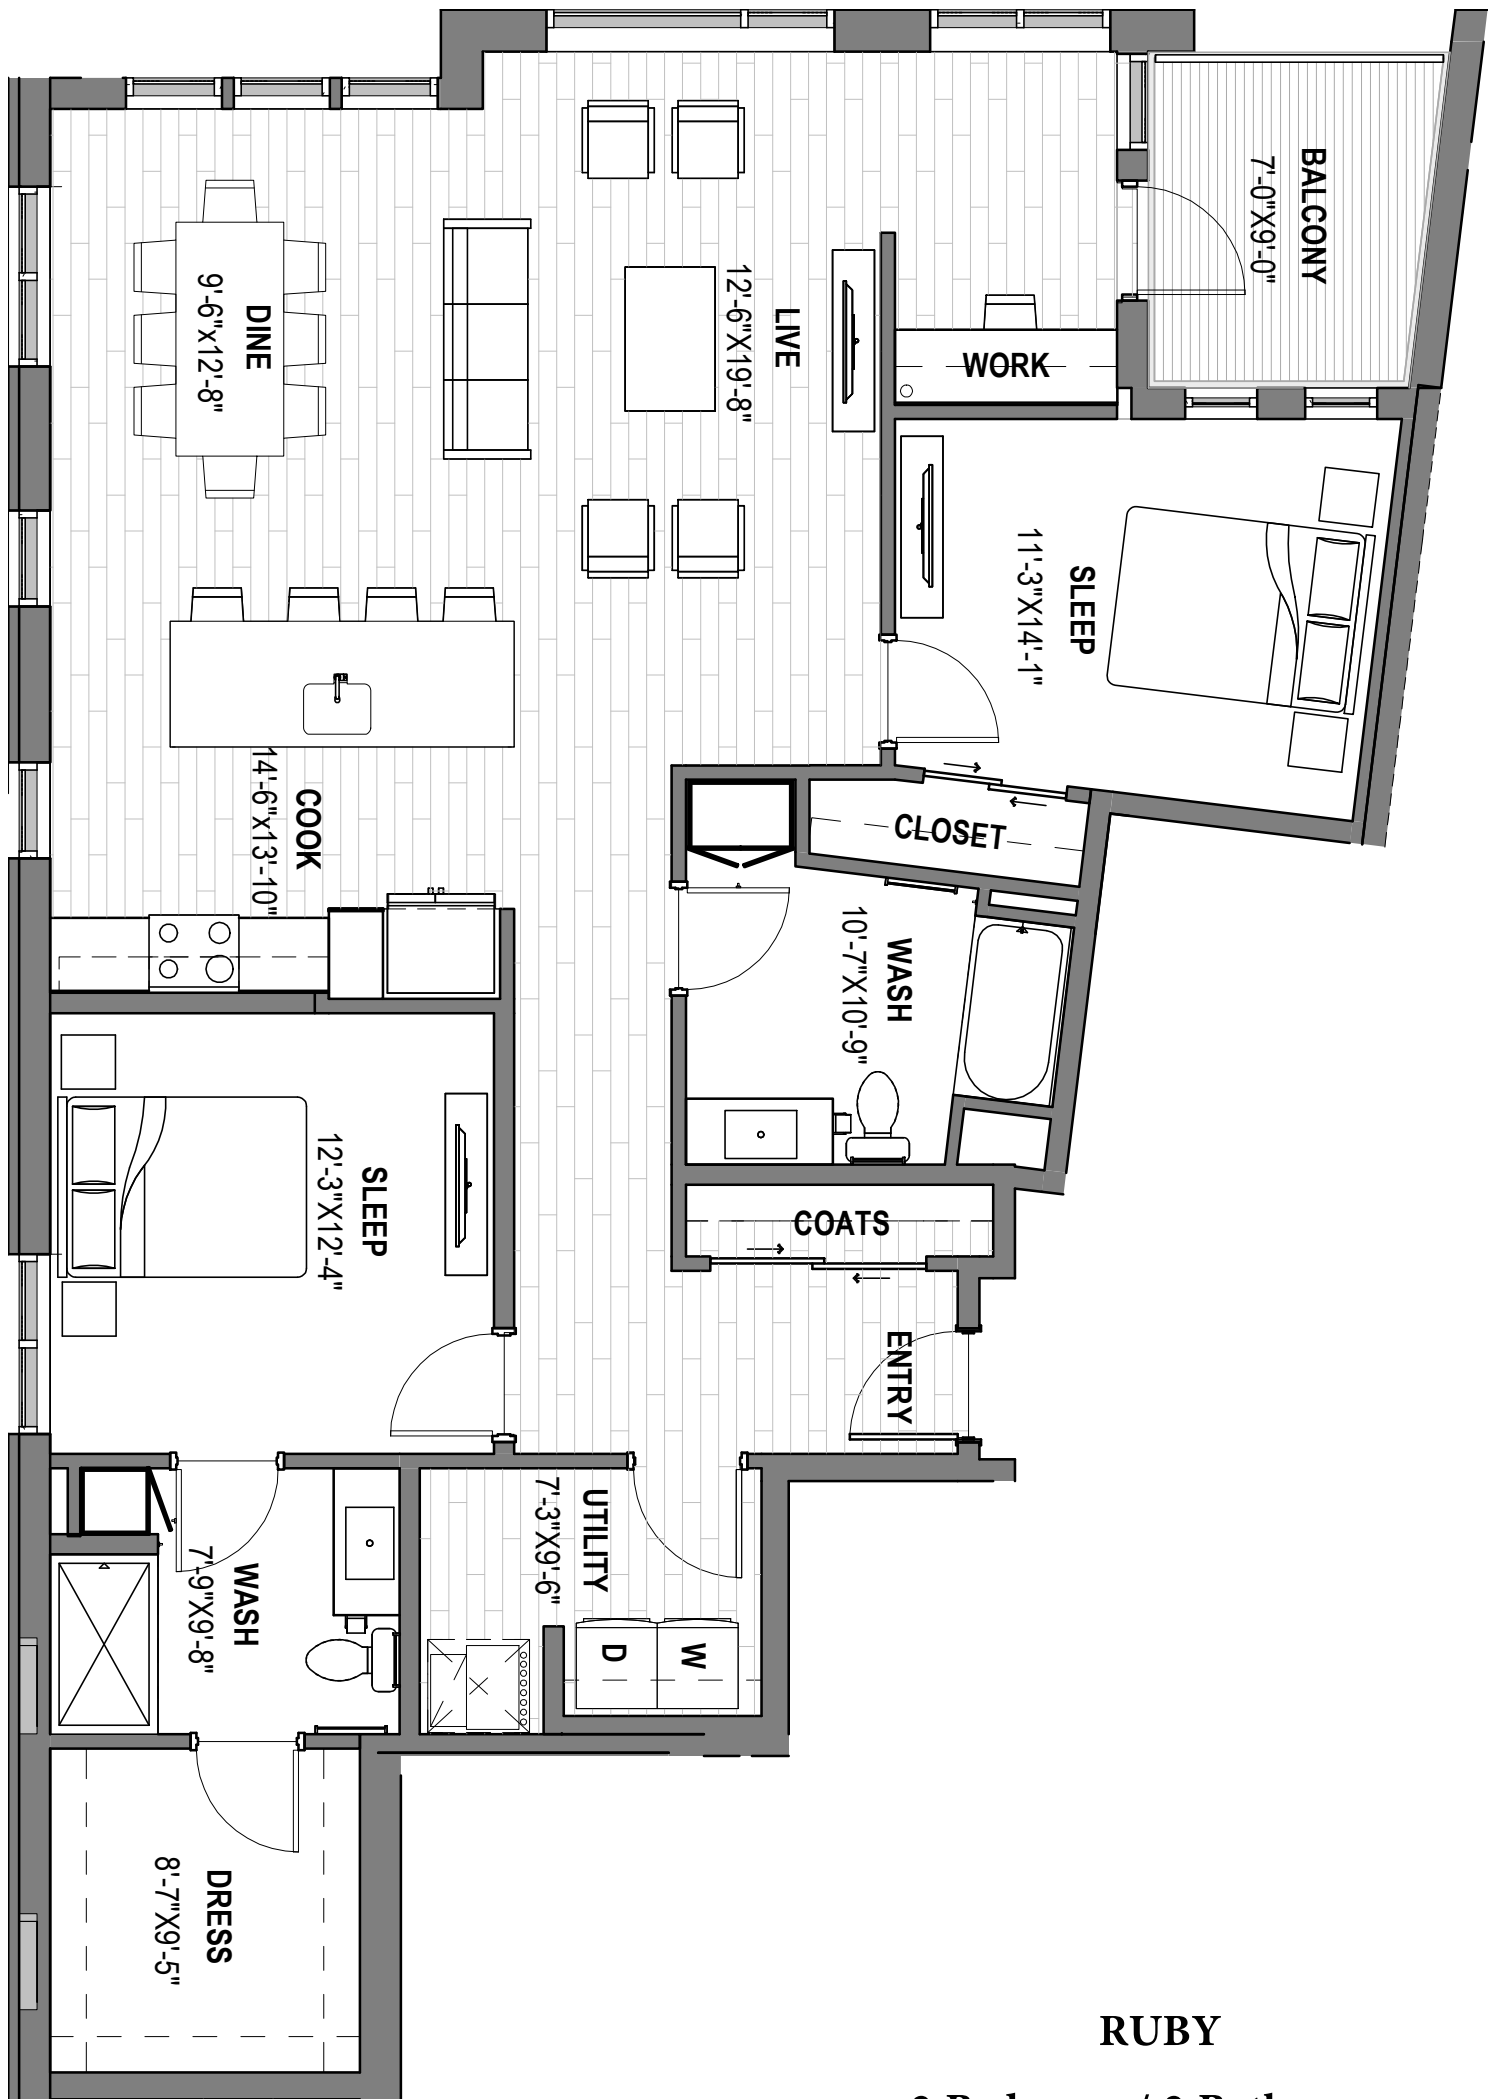 BALCONY
7'-0"X9'-0"
LIVE
12'-6"X19'-8"
DINE
9'-6"x12'-8"
WORK
SLEEP
11'-3"X14'-1"
COOK
14'-6"x13'-10"
CLOSET
WASH
10'-7"X10'-9"
SLEEP
12'-3"X12'-4"
COATS
ENTRY
UTILITY
7'-3"X9'-6"
D
W
WASH
7'-9"X9'-8"
DRESS
8'-7"X9'-5"
RUBY